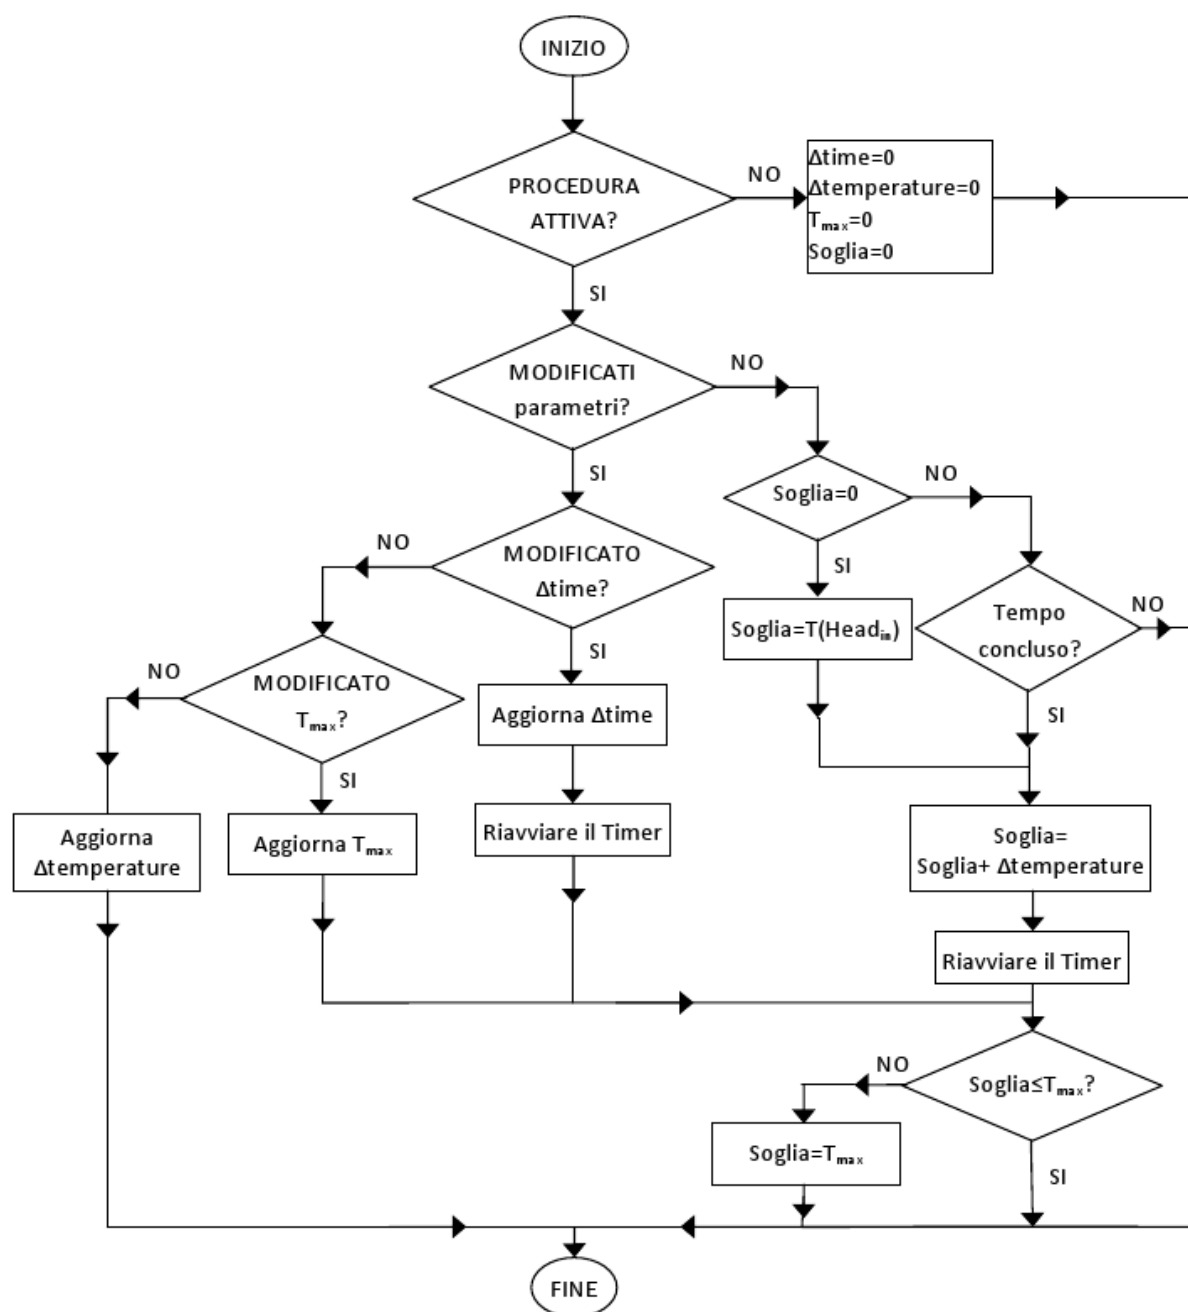 INIZIO
PROCEDURA
ATTIVA?
NO
Δtime=0
Δtemperature=0
Tmax=0
Soglia=0
SI
MODIFICATI
parametri?
NO
SI
Soglia=0
NO
SI
MODIFICATO
Δtime?
NO
SI
Soglia=T(Headin)
Tempo
concluso?
NO
SI
MODIFICATO
Tmax?
NO
SI
Aggiorna Δtime
Riavviare il Timer
Aggiorna
Δtemperature
Aggiorna Tmax
Soglia=
Soglia+ Δtemperature
Riavviare il Timer
Soglia≤Tmax?
NO
SI
Soglia=Tmax
FINE